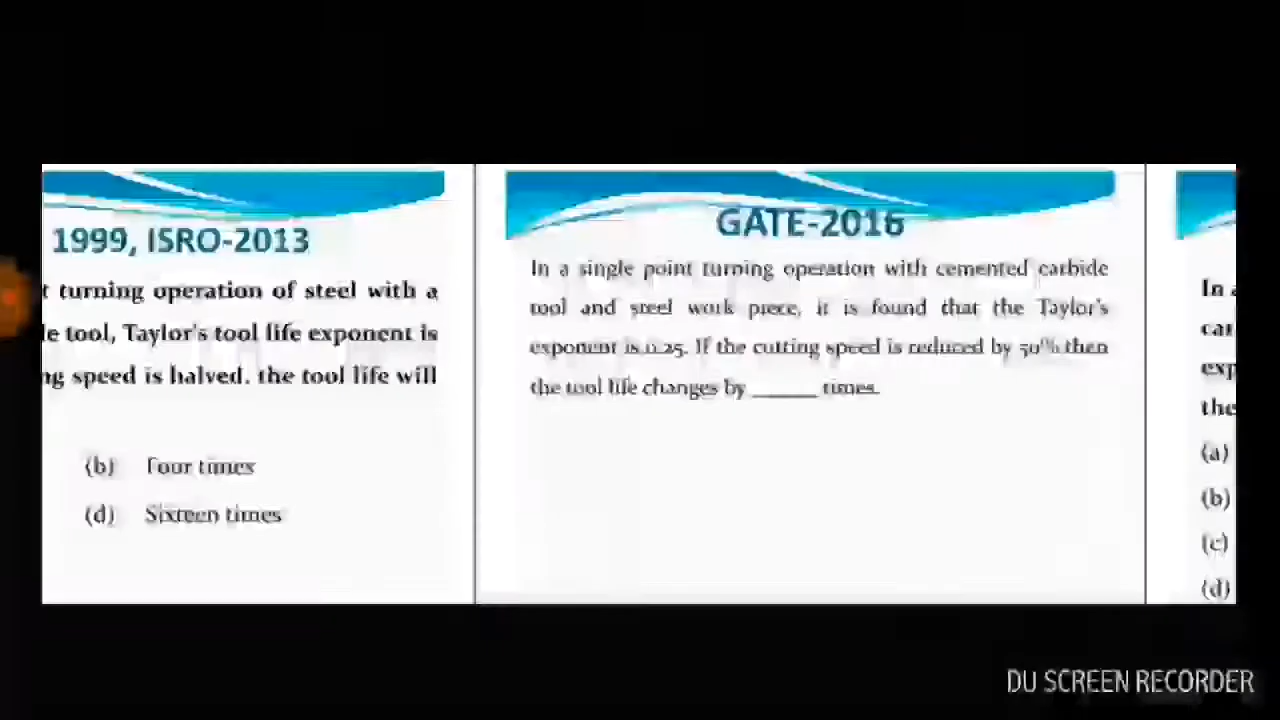 1999, ISRO-2013
t turning operation of steel with a
le tool, Taylor's tool life exponent is
ng speed is halved. the tool life will
(b) Four times
(d) Sixteen times
GATE-2016
In a single point turning operation with cemented carbide
tool and steel work piece, it is found that the Taylor's
exponent is 0.25. If the cutting speed is reduced by 50% then
the tool life changes by ______ times.
In a
car
exp
the
(a)
(b)
(c)
(d)
DU SCREEN RECORDER